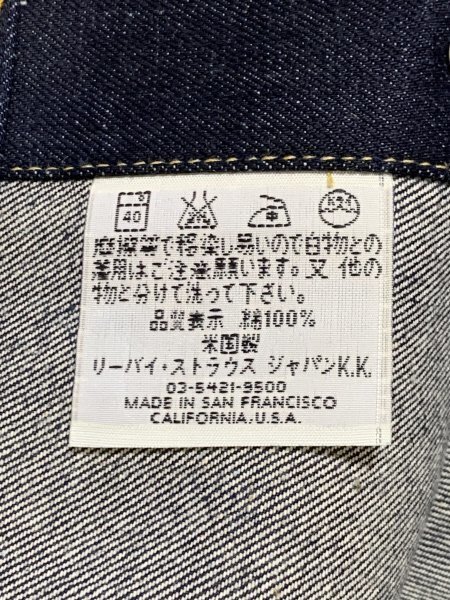 40
摩擦等で移染し易いので白物との
着用はご注意願います。又 他の
物と分けて洗って下さい。
品質表示 綿100%
米国製
リーバイ・ストラウス ジャパンK.K.
03-5421-9500
MADE IN SAN FRANCISCO
CALIFORNIA.U.S.A.